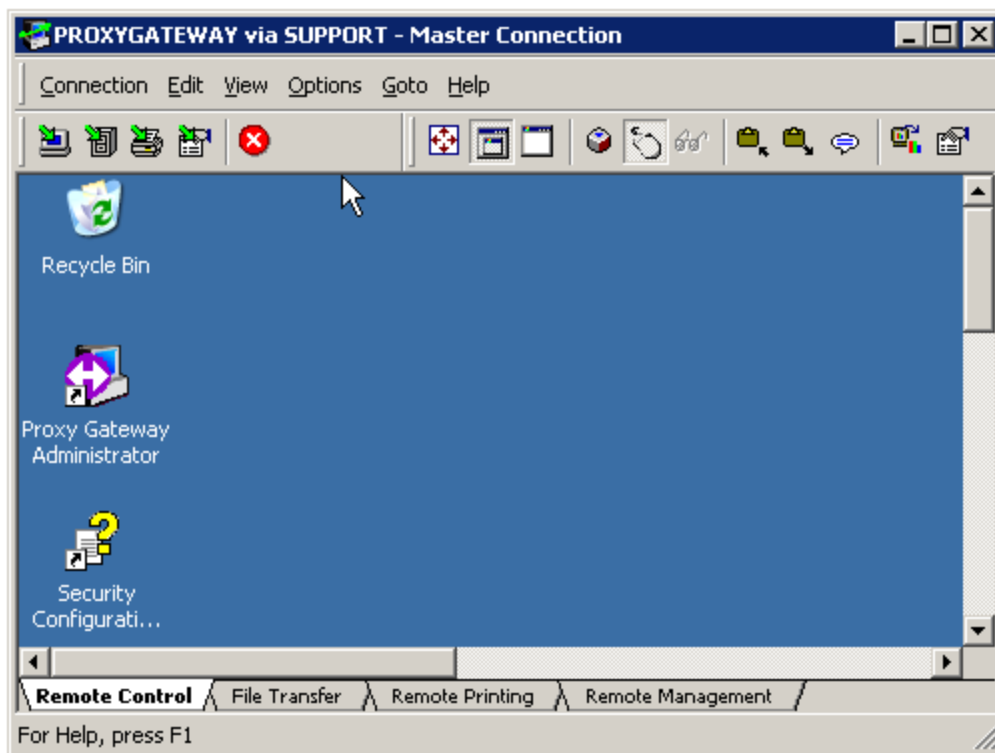 PROXYGATEWAY via SUPPORT - Master Connection
Connection Edit View Options Goto Help
Recycle Bin
Proxy Gateway
Administrator
Security
Configurati...
Remote Control File Transfer Remote Printing Remote Management
For Help, press F1